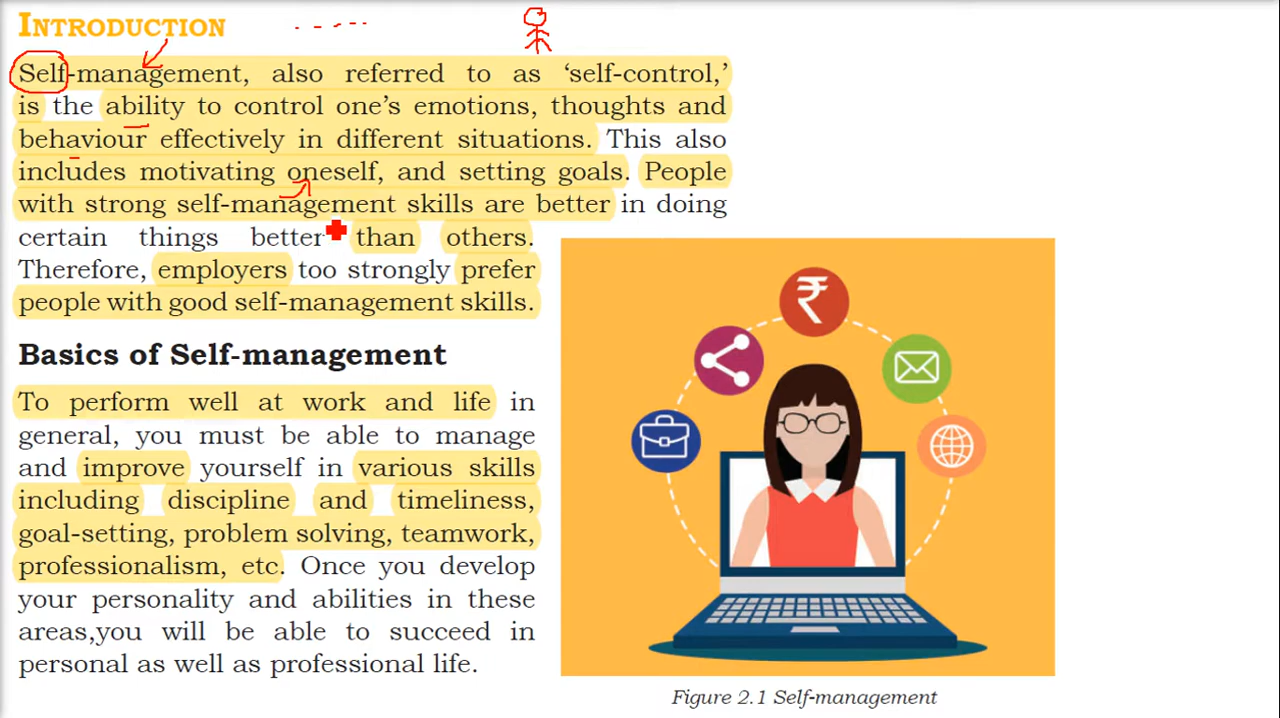 INTRODUCTION
Self-management, also referred to as ‘self-control,’
is the ability to control one’s emotions, thoughts and
behaviour effectively in different situations. This also
includes motivating oneself, and setting goals. People
with strong self-management skills are better in doing
certain things better than others.
Therefore, employers too strongly prefer
people with good self-management skills.
Basics of Self-management
To perform well at work and life in
general, you must be able to manage
and improve yourself in various skills
including discipline and timeliness,
goal-setting, problem solving, teamwork,
professionalism, etc. Once you develop
your personality and abilities in these
areas,you will be able to succeed in
personal as well as professional life.
₹
Figure 2.1 Self-management